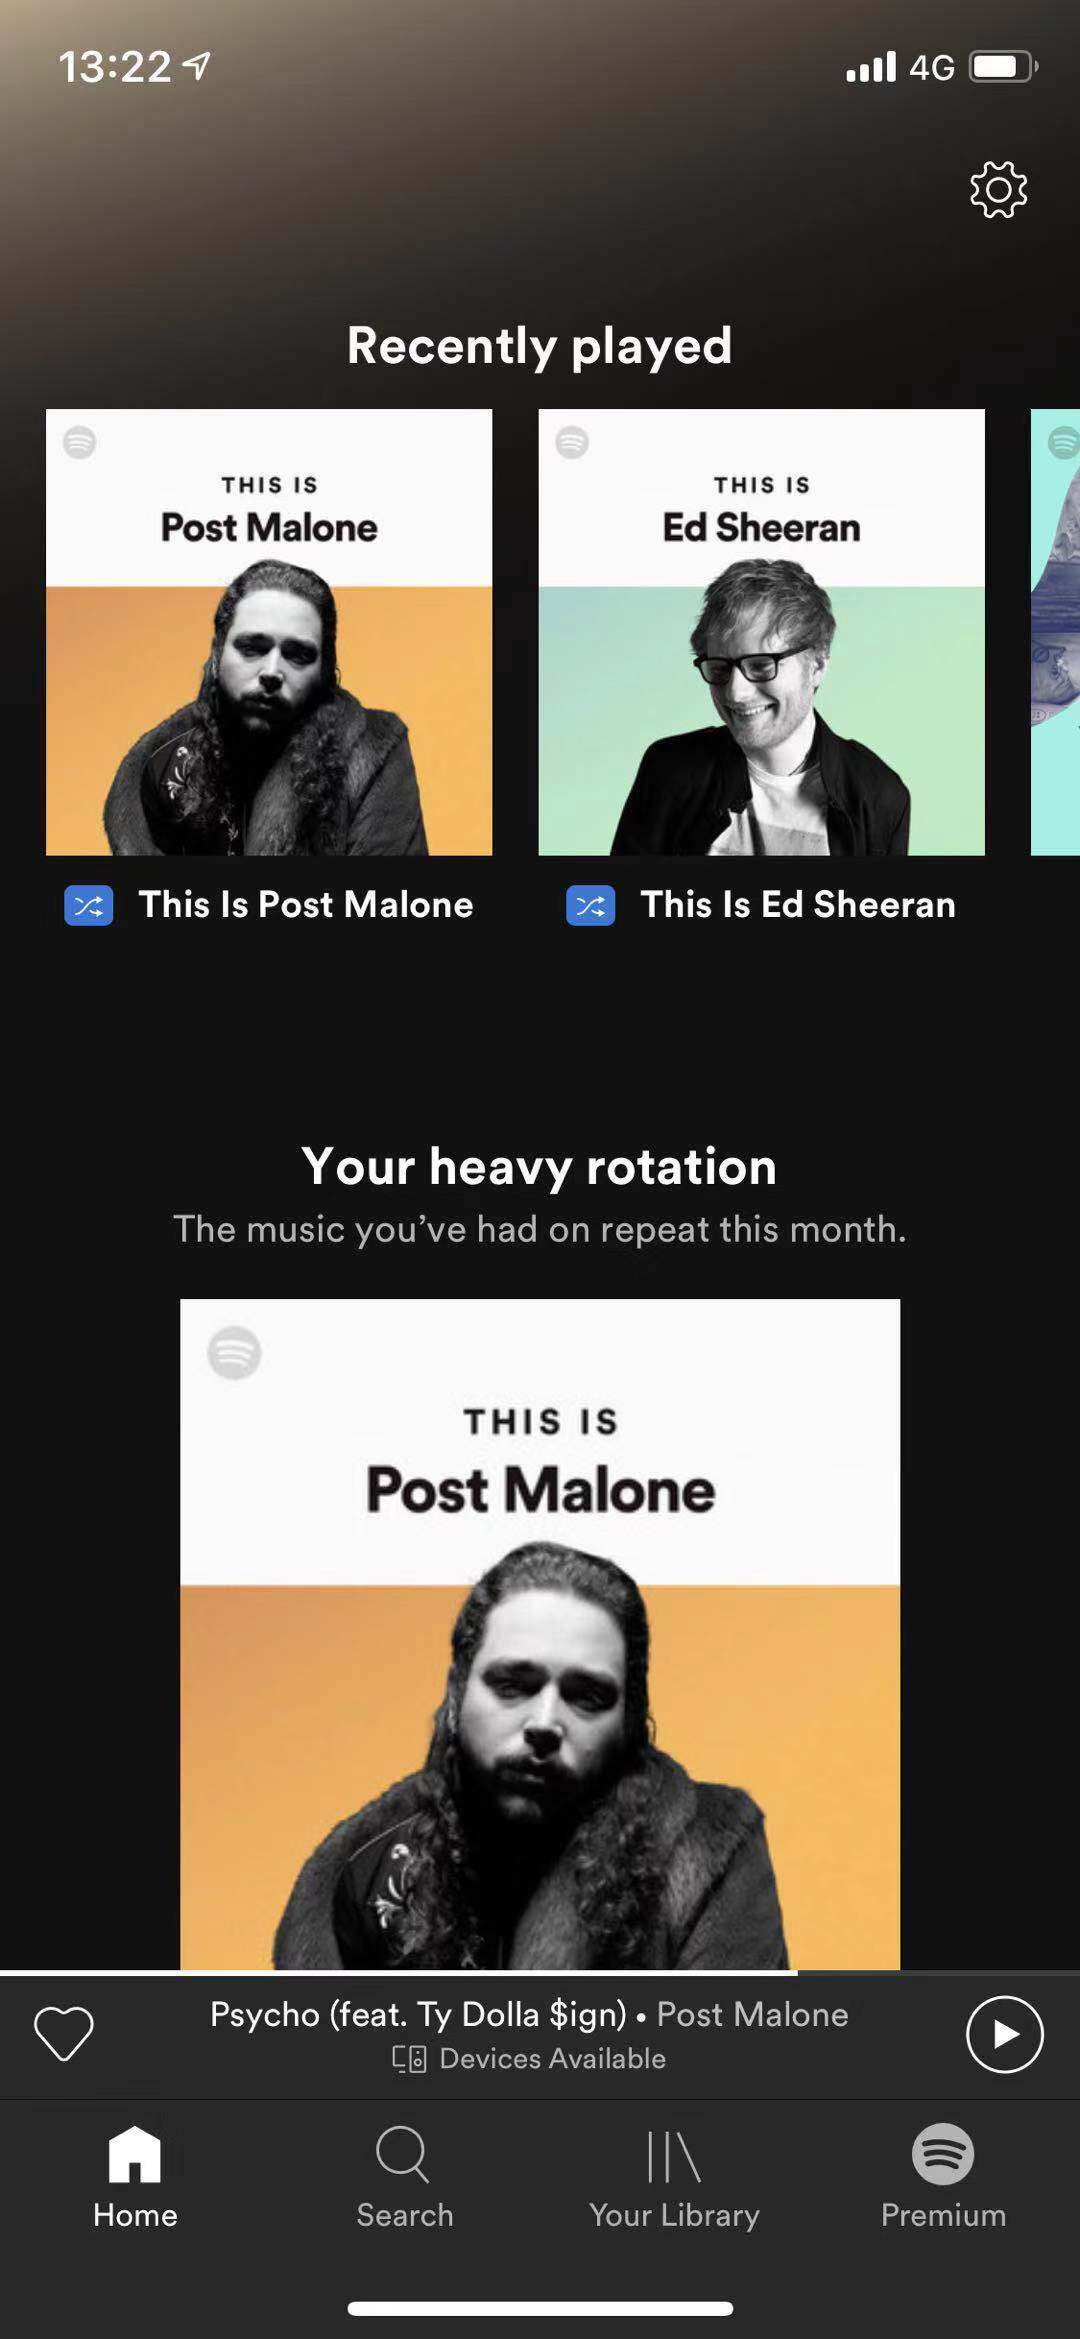 13:22
4G
Recently played
THIS IS
Post Malone
THIS IS
Ed Sheeran
This Is Post Malone
This Is Ed Sheeran
Your heavy rotation
The music you’ve had on repeat this month.
THIS IS
Post Malone
Psycho (feat. Ty Dolla $ign) • Post Malone
Devices Available
Home
Search
Your Library
Premium